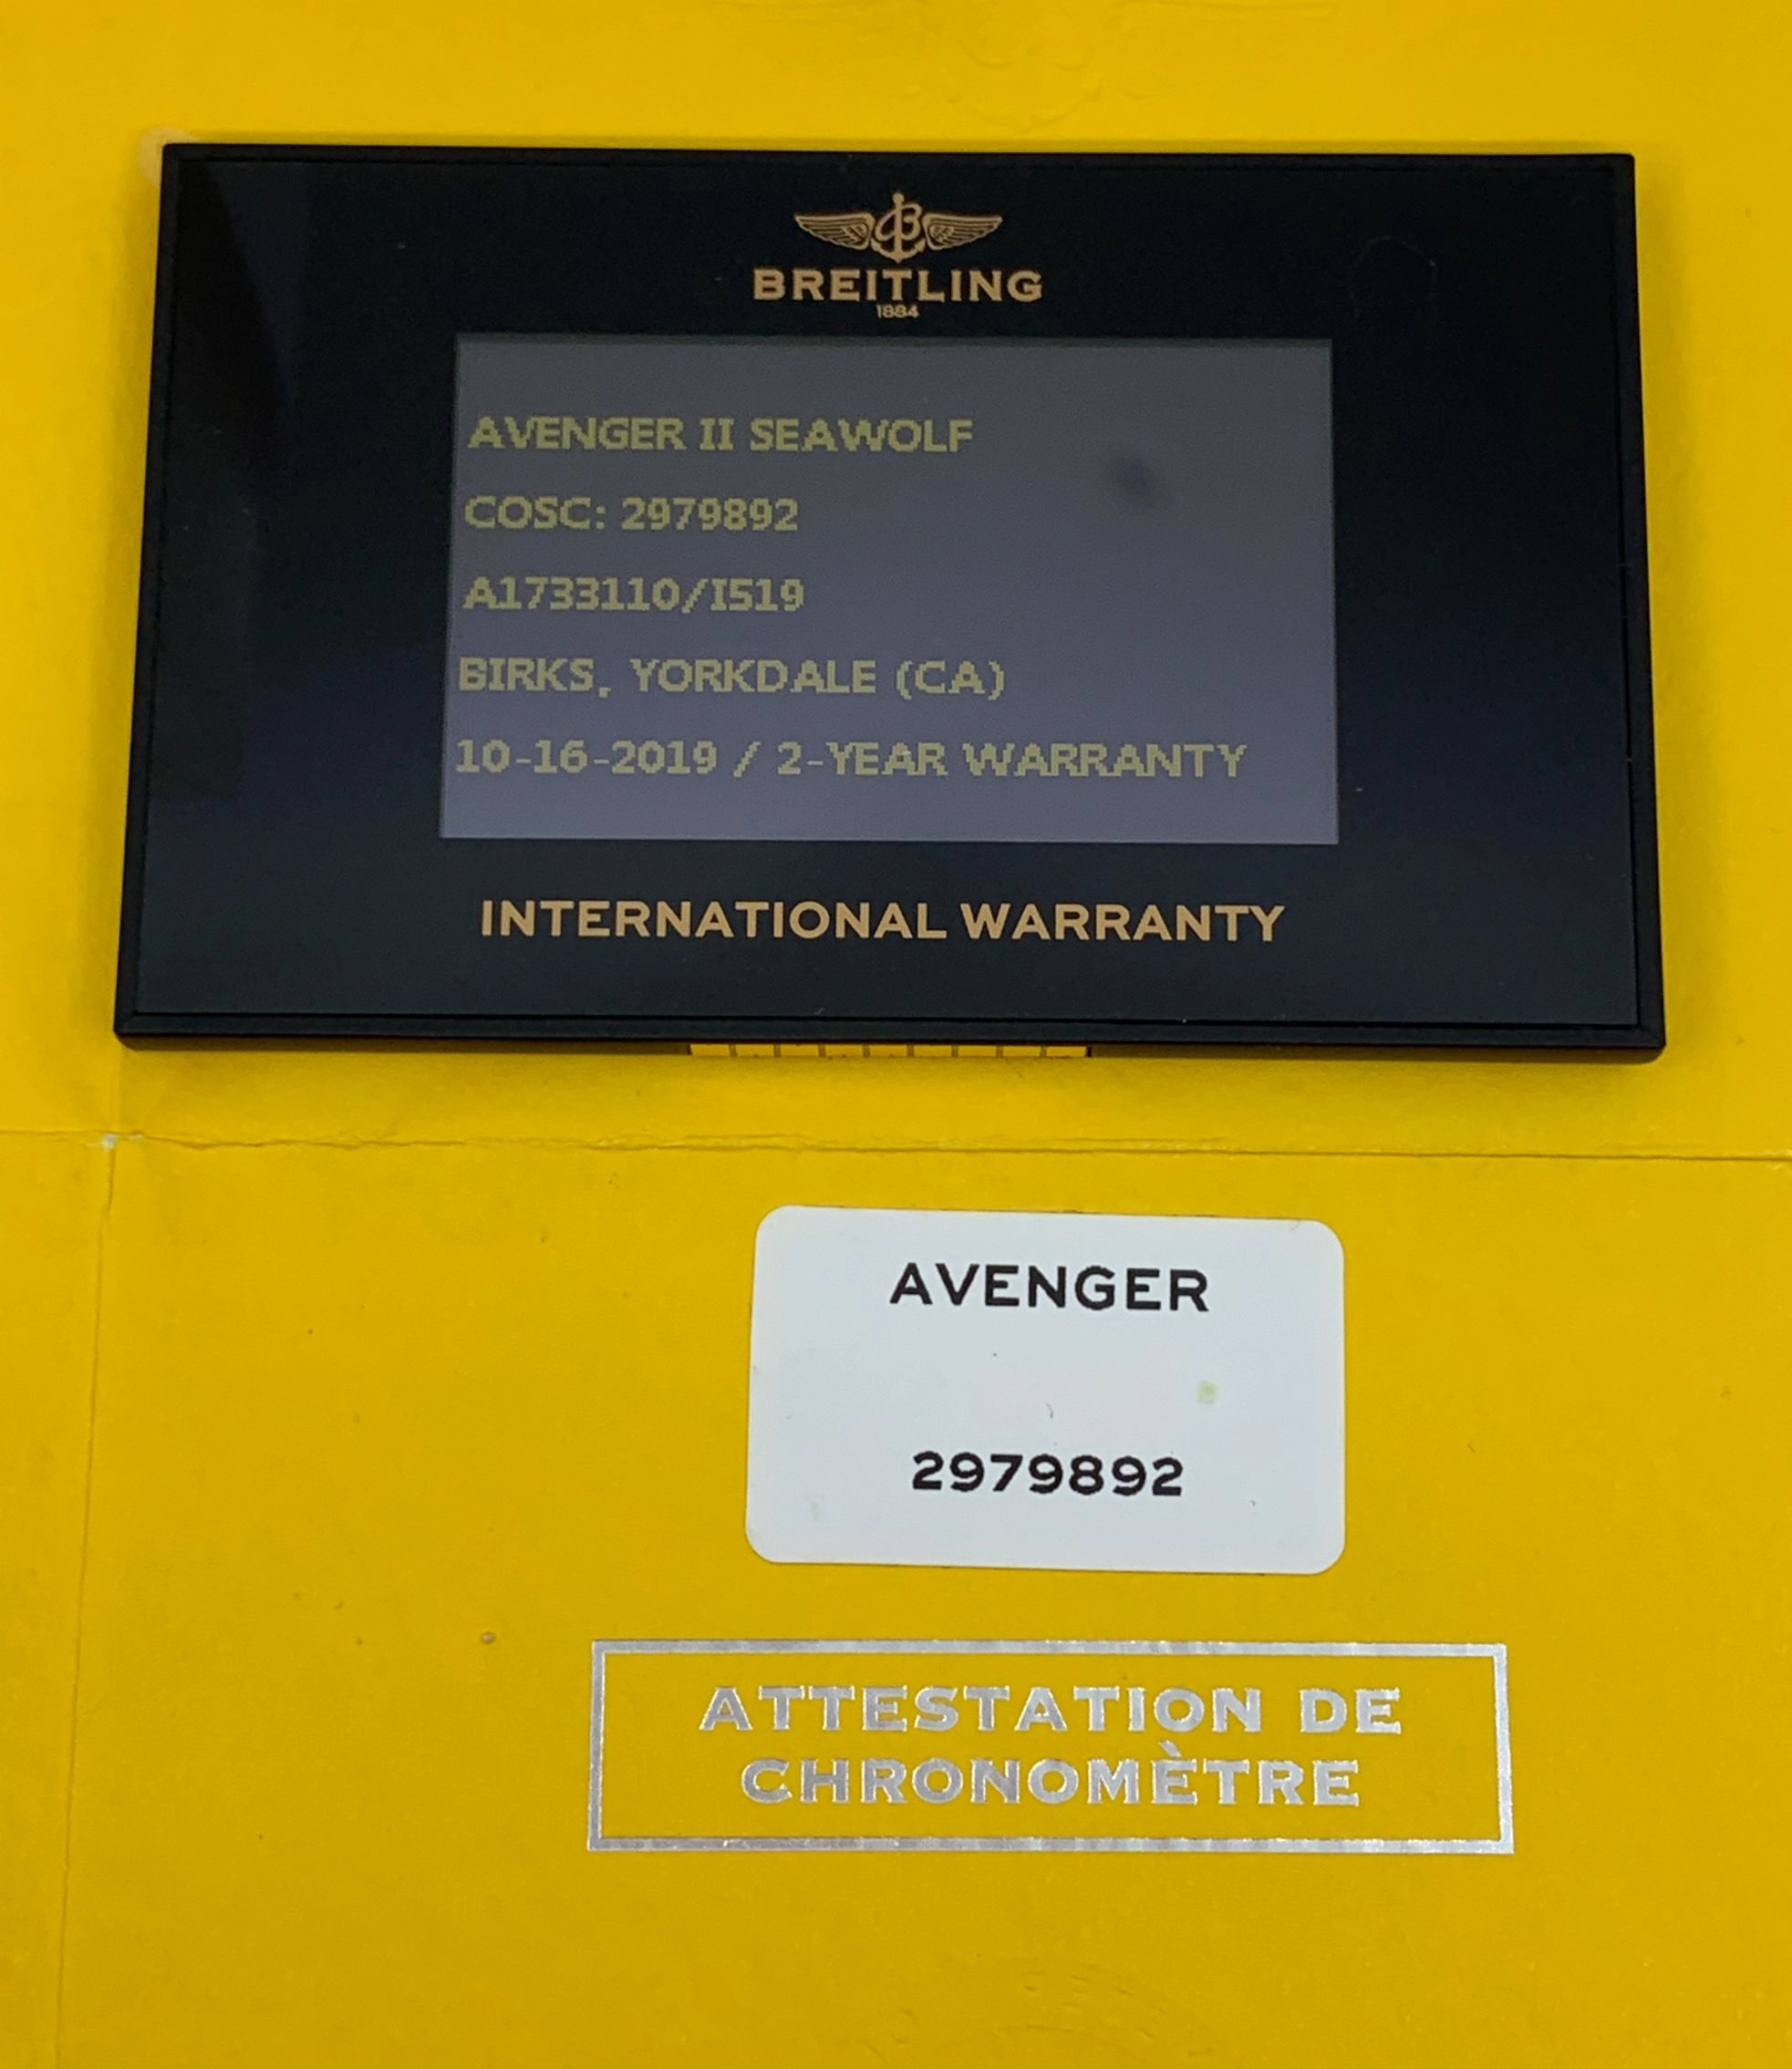 BREITLING
1884
AVENGER II SEAWOLF
COSC: 2979892
A1733110/I519
BIRKS, YORKDALE (CA)
10-16-2019 / 2-YEAR WARRANTY
INTERNATIONAL WARRANTY
AVENGER
2979892
ATTESTATION DE
CHRONOMÈTRE